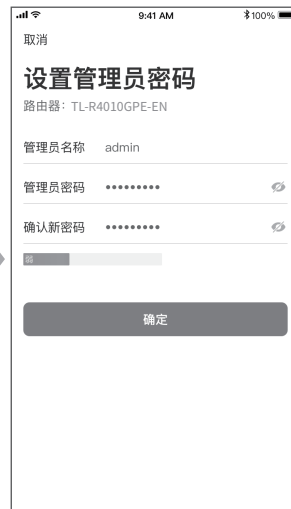 9:41 AM 100%
取消
设置管理员密码
路由器：TL-R4010GPE-EN
管理员名称 admin
管理员密码 •••••••••
确认新密码 •••••••••
弱
确定